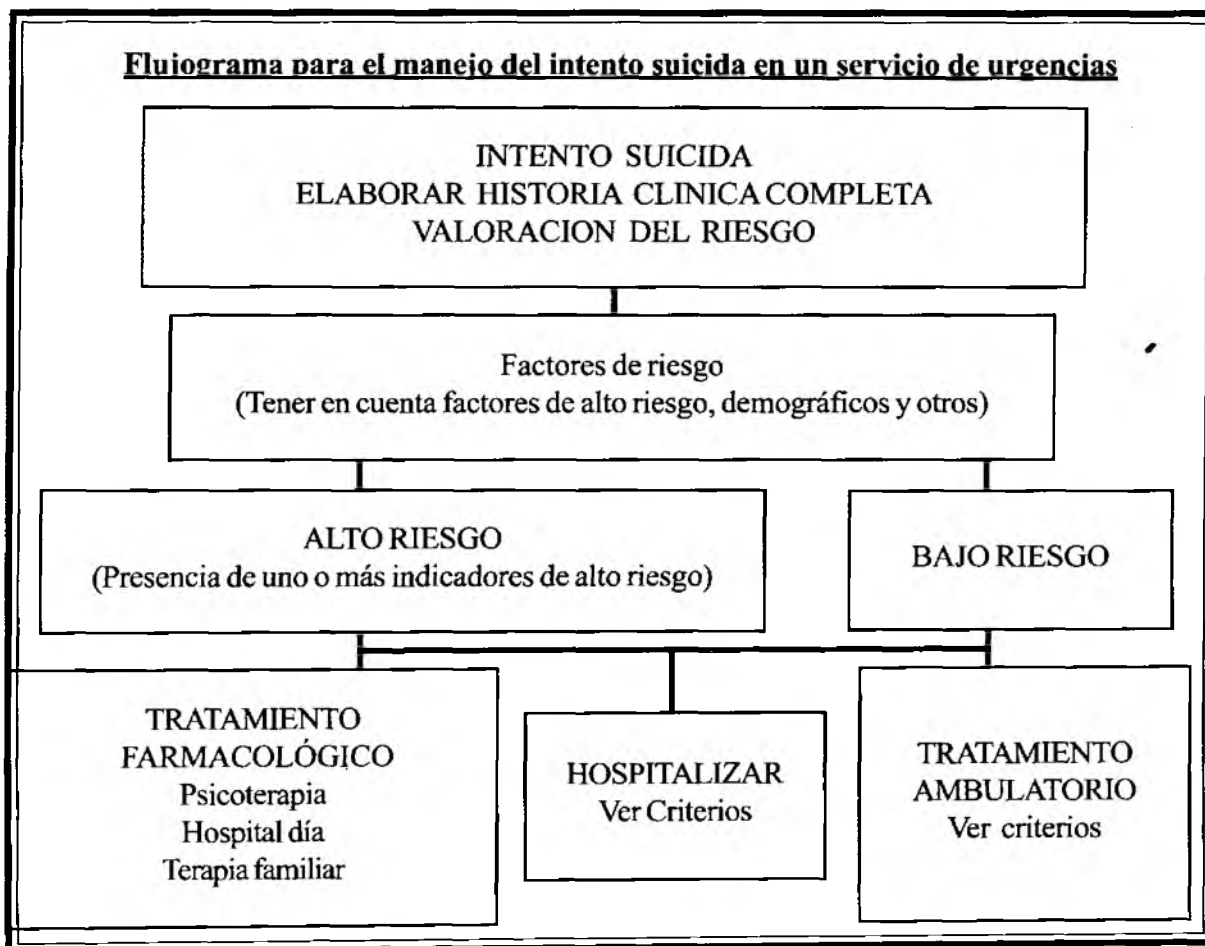 Flujograma para el manejo del intento suicida en un servicio de urgencias
INTENTO SUICIDA
ELABORAR HISTORIA CLINICA COMPLETA
VALORACION DEL RIESGO
Factores de riesgo
(Tener en cuenta factores de alto riesgo, demográficos y otros)
ALTO RIESGO
(Presencia de uno o más indicadores de alto riesgo)
BAJO RIESGO
TRATAMIENTO
FARMACOLÓGICO
Psicoterapia
Hospital día
Terapia familiar
HOSPITALIZAR
Ver Criterios
TRATAMIENTO
AMBULATORIO
Ver criterios